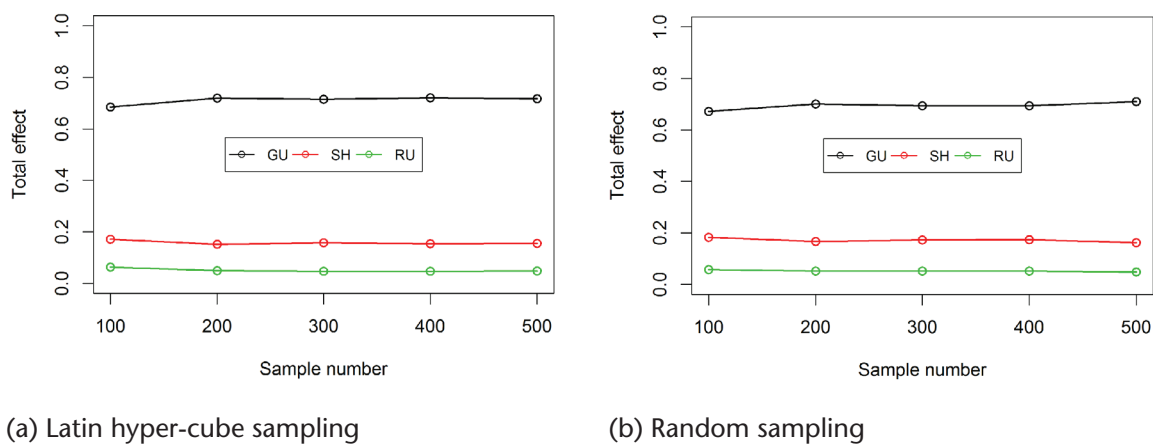 1.0
0.8
0.6
0.4
0.2
0.0
Total effect
GU SH RU
100 200 300 400 500
Sample number
(a) Latin hyper-cube sampling
1.0
0.8
0.6
0.4
0.2
0.0
Total effect
GU SH RU
100 200 300 400 500
Sample number
(b) Random sampling